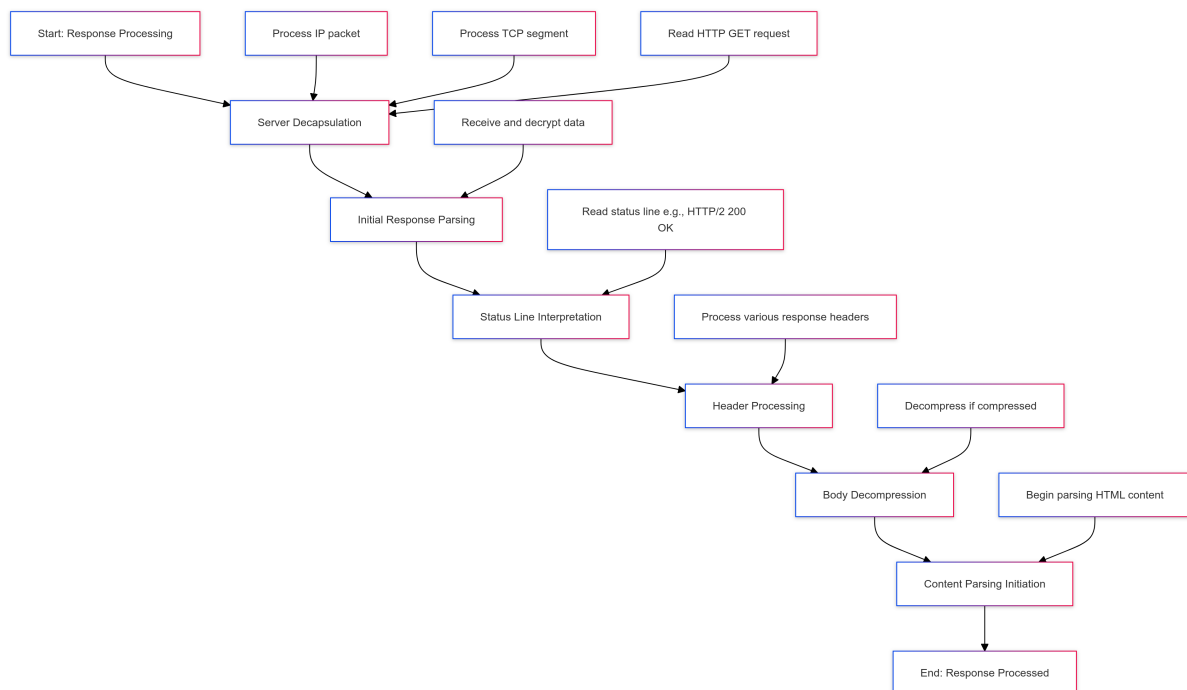 Start: Response Processing
Process IP packet
Process TCP segment
Read HTTP GET request
Server Decapsulation
Receive and decrypt data
Initial Response Parsing
Read status line e.g., HTTP/2 200
OK
Status Line Interpretation
Process various response headers
Header Processing
Decompress if compressed
Body Decompression
Begin parsing HTML content
Content Parsing Initiation
End: Response Processed